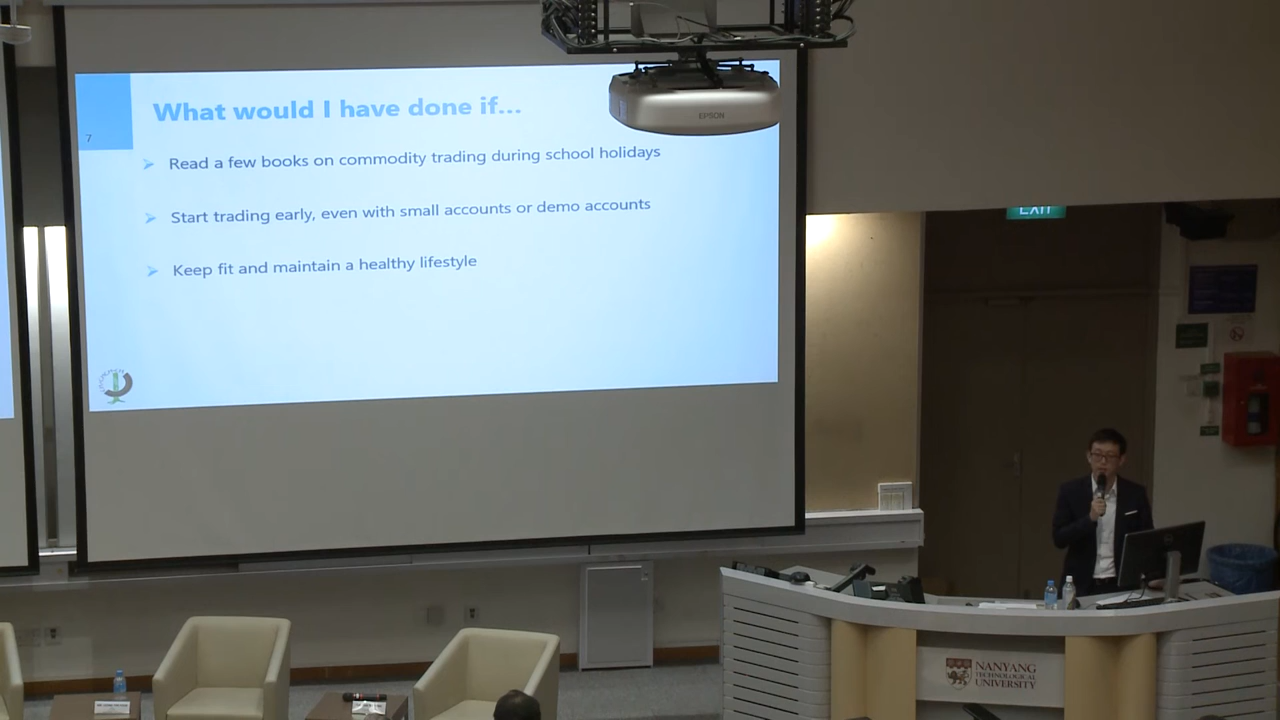 EPSON
What would I have done if...
7
Read a few books on commodity trading during school holidays
Start trading early, even with small accounts or demo accounts
Keep fit and maintain a healthy lifestyle
EXIT
NANYANG
TECHNOLOGICAL
UNIVERSITY